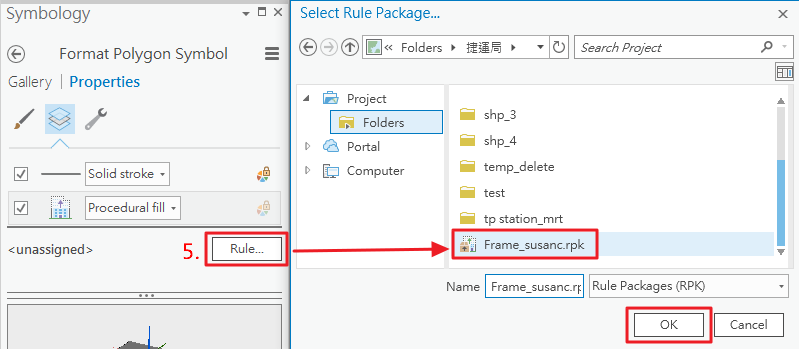 Symbology
Format Polygon Symbol
Gallery Properties
Solid stroke
Procedural fill
<unassigned>
5.
Rule...
Select Rule Package...
« Folders 捷運局
Search Project
Project
Folders
Portal
Computer
shp_3
shp_4
temp_delete
test
tp station_mrt
Frame_susanc.rpk
Name Frame_susanc.rp Rule Packages (RPK)
OK Cancel